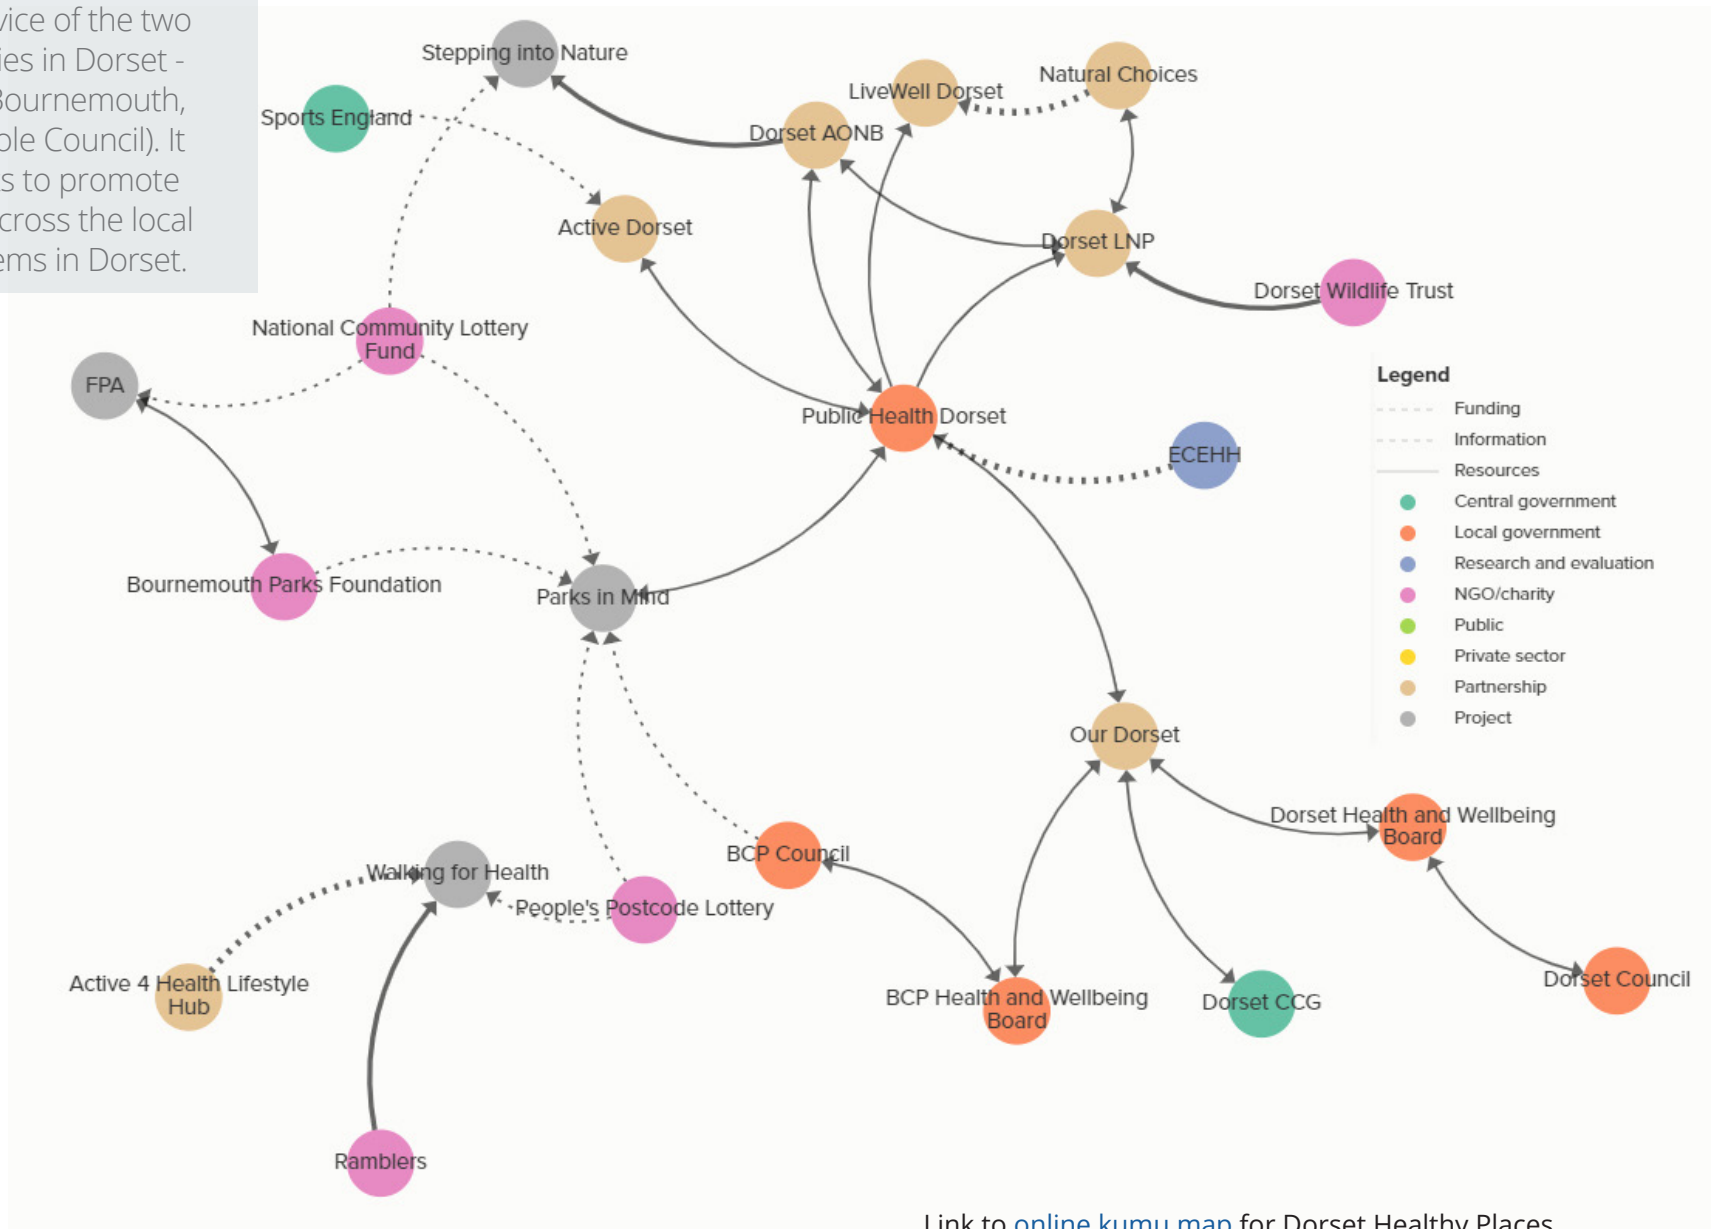 vice of the two
ies in Dorset -
Bournemouth,
ole Council). It
s to promote
cross the local
ems in Dorset.
Stepping into Nature
Sports England
LiveWell Dorset
Natural Choices
Dorset AONB
Active Dorset
Dorset LNP
Dorset Wildlife Trust
National Community Lottery
Fund
FPA
Public Health Dorset
ECEHH
Bournemouth Parks Foundation
Parks in Mind
Legend
Funding
Information
Resources
Central government
Local government
Research and evaluation
NGO/charity
Public
Private sector
Partnership
Project
Our Dorset
Dorset Health and Wellbeing
Board
BCP Council
Walking for Health
People's Postcode Lottery
Active 4 Health Lifestyle
Hub
BCP Health and Wellbeing
Board
Dorset CCG
Dorset Council
Ramblers
Link to online kumu map for Dorset Healthy Places